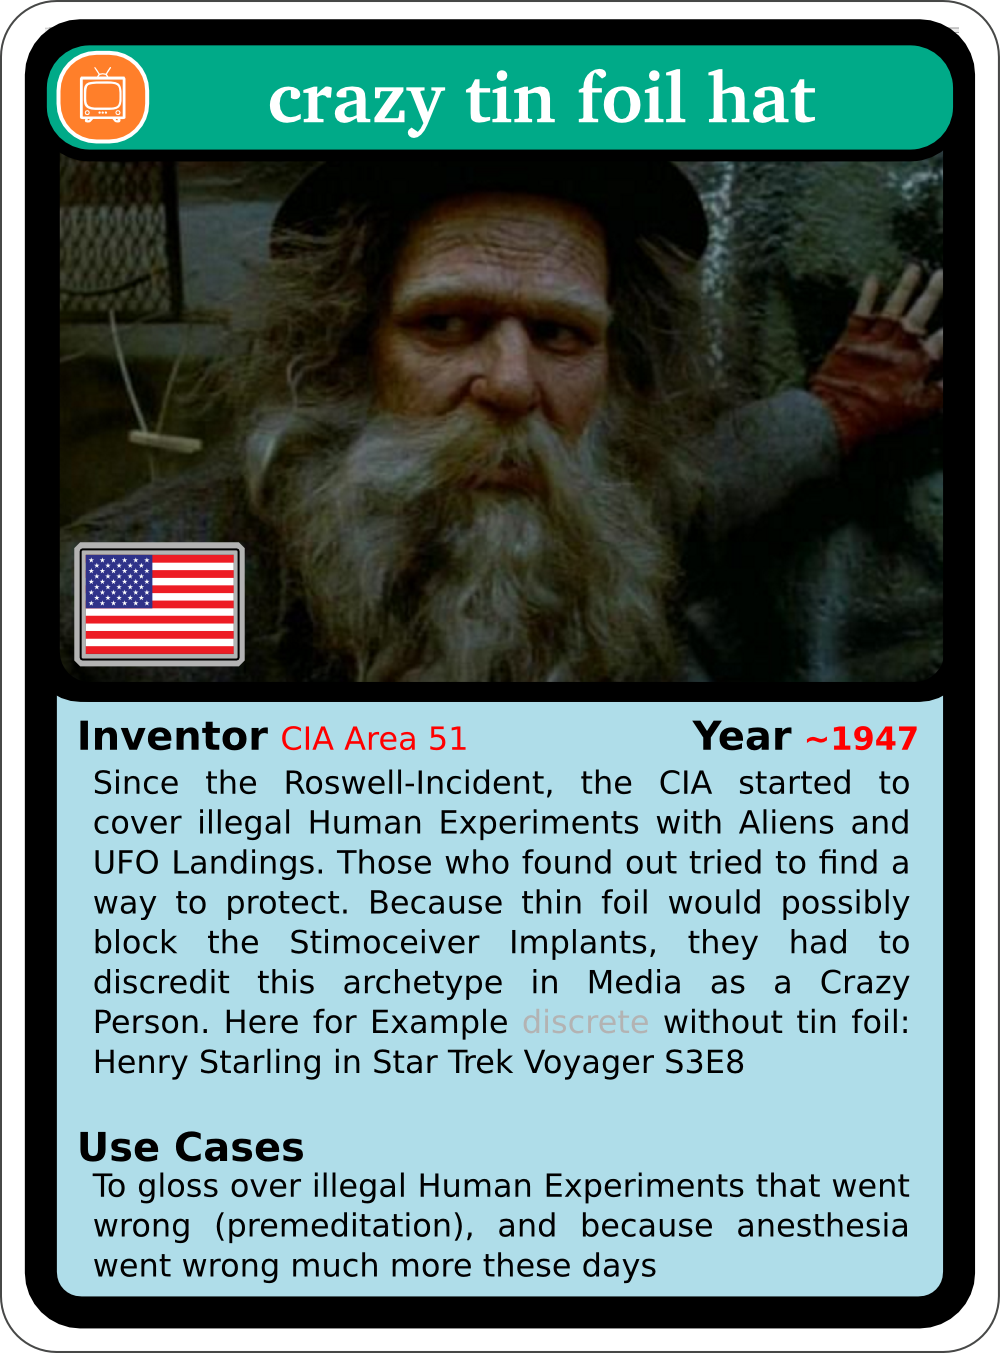 crazy tin foil hat
Inventor CIA Area 51 Year ~1947
Since the Roswell-Incident, the CIA started to
cover illegal Human Experiments with Aliens and
UFO Landings. Those who found out tried to find a
way to protect. Because thin foil would possibly
block the Stimoceiver Implants, they had to
discredit this archetype in Media as a Crazy
Person. Here for Example discrete without tin foil:
Henry Starling in Star Trek Voyager S3E8
Use Cases
To gloss over illegal Human Experiments that went
wrong (premeditation), and because anesthesia
went wrong much more these days